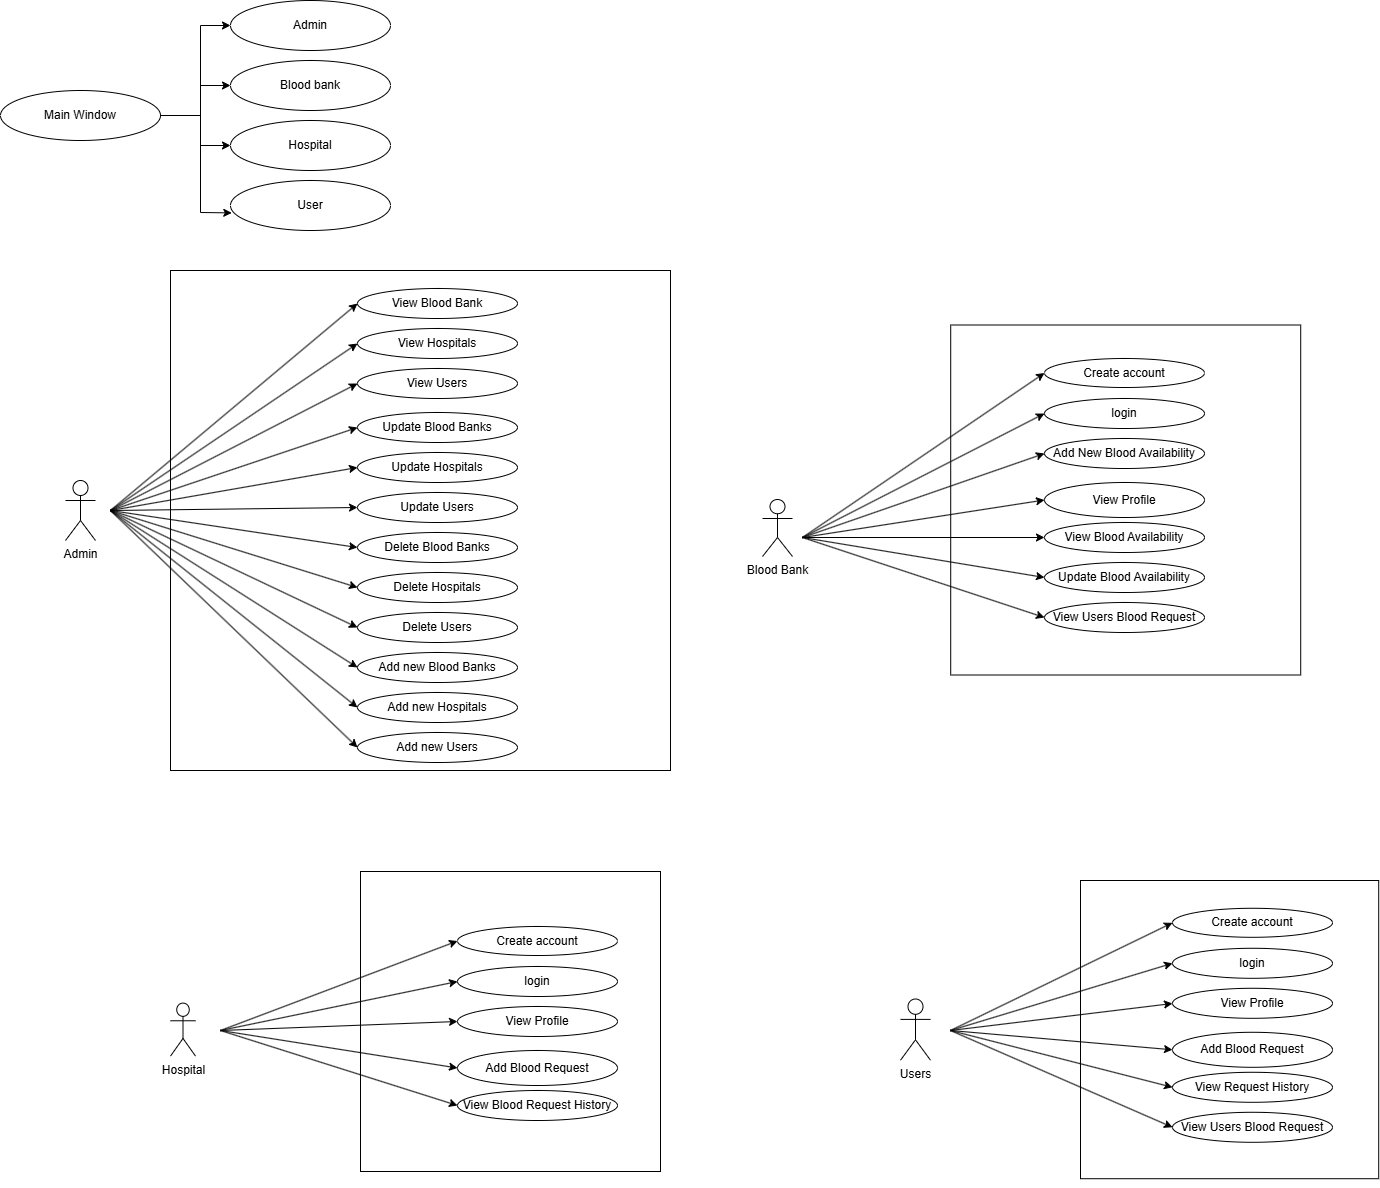 Admin
Blood bank
Main Window
Hospital
User
View Blood Bank
View Hospitals
View Users
Update Blood Banks
Update Hospitals
Update Users
Delete Blood Banks
Delete Hospitals
Delete Users
Add new Blood Banks
Add new Hospitals
Add new Users
Admin
Create account
login
Add New Blood Availability
View Profile
View Blood Availability
Update Blood Availability
View Users Blood Request
Blood Bank
Create account
login
View Profile
Add Blood Request
View Blood Request History
Hospital
Create account
login
View Profile
Add Blood Request
View Request History
View Users Blood Request
Users